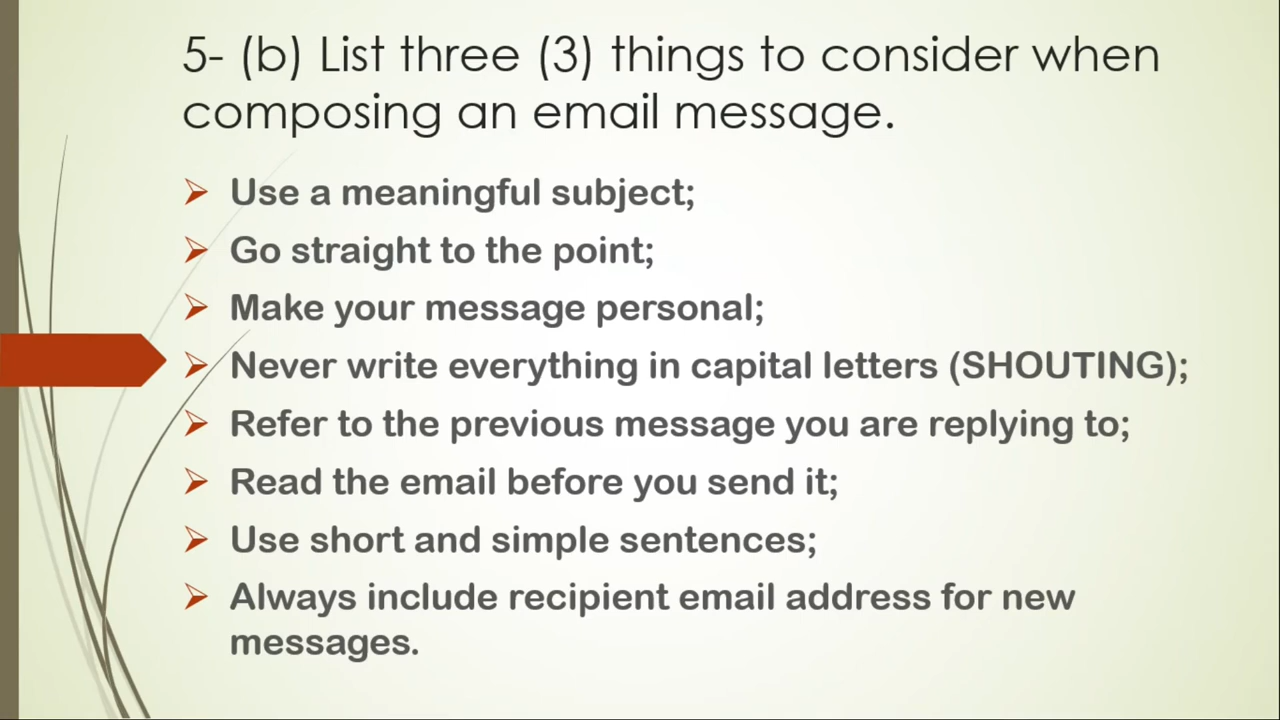 5- (b) List three (3) things to consider when
composing an email message.
Use a meaningful subject;
Go straight to the point;
Make your message personal;
Never write everything in capital letters (SHOUTING);
Refer to the previous message you are replying to;
Read the email before you send it;
Use short and simple sentences;
Always include recipient email address for new
messages.